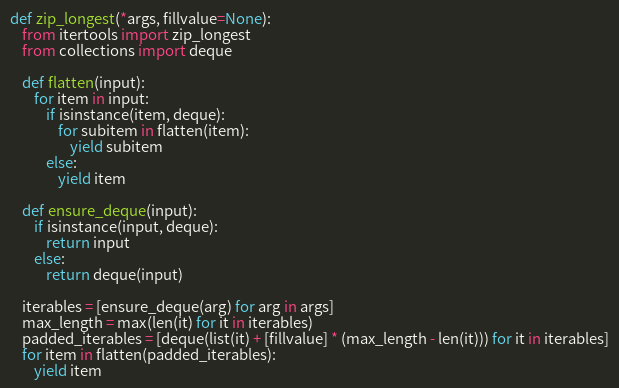 def zip_longest(*args, fillvalue=None):
    from itertools import zip_longest
    from collections import deque

    def flatten(input):
        for item in input:
            if isinstance(item, deque):
                for subitem in flatten(item):
                    yield subitem
            else:
                yield item

    def ensure_deque(input):
        if isinstance(input, deque):
            return input
        else:
            return deque(input)

    iterables = [ensure_deque(arg) for arg in args]
    max_length = max(len(it) for it in iterables)
    padded_iterables = [deque(list(it) + [fillvalue] * (max_length - len(it))) for it in iterables]
    for item in flatten(padded_iterables):
        yield item